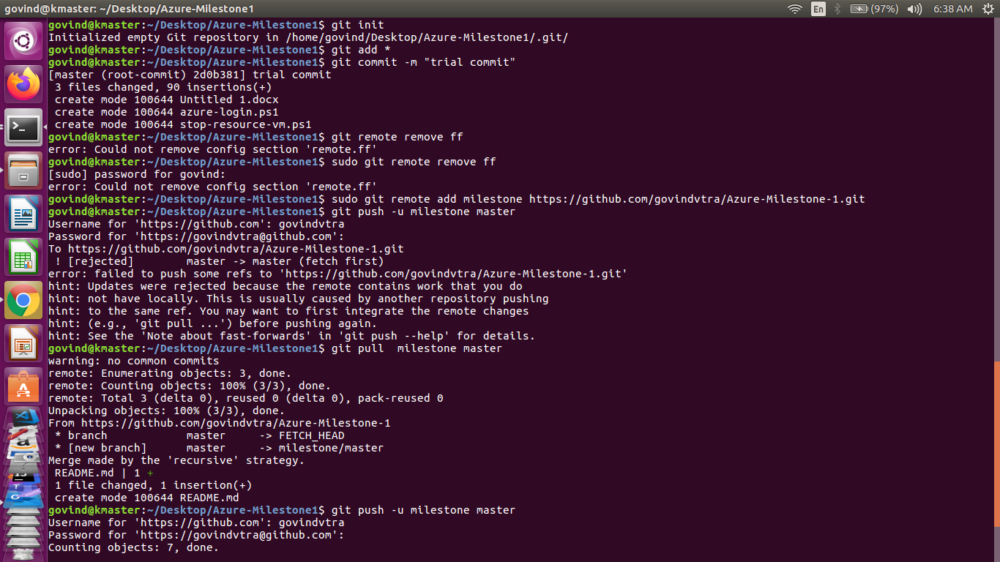 govind@kmaster: ~/Desktop/Azure-Milestone1
En
(97%)
6:38 AM
govind@kmaster:~/Desktop/Azure-Milestone1$ git init
Initialized empty Git repository in /home/govind/Desktop/Azure-Milestone1/.git/
govind@kmaster:~/Desktop/Azure-Milestone1$ git add *
govind@kmaster:~/Desktop/Azure-Milestone1$ git commit -m "trial commit"
[master (root-commit) 2d0b381] trial commit
 3 files changed, 90 insertions(+)
 create mode 100644 Untitled 1.docx
 create mode 100644 azure-login.ps1
 create mode 100644 stop-resource-vm.ps1
govind@kmaster:~/Desktop/Azure-Milestone1$ git remote remove ff
error: Could not remove config section 'remote.ff'
govind@kmaster:~/Desktop/Azure-Milestone1$ sudo git remote remove ff
[sudo] password for govind:
error: Could not remove config section 'remote.ff'
govind@kmaster:~/Desktop/Azure-Milestone1$ sudo git remote add milestone https://github.com/govindvtra/Azure-Milestone-1.git
govind@kmaster:~/Desktop/Azure-Milestone1$ git push -u milestone master
Username for 'https://github.com': govindvtra
Password for 'https://govindvtra@github.com':
To https://github.com/govindvtra/Azure-Milestone-1.git
 ! [rejected]        master -> master (fetch first)
error: failed to push some refs to 'https://github.com/govindvtra/Azure-Milestone-1.git'
hint: Updates were rejected because the remote contains work that you do
hint: not have locally. This is usually caused by another repository pushing
hint: to the same ref. You may want to first integrate the remote changes
hint: (e.g., 'git pull ...') before pushing again.
hint: See the 'Note about fast-forwards' in 'git push --help' for details.
govind@kmaster:~/Desktop/Azure-Milestone1$ git pull  milestone master
warning: no common commits
remote: Enumerating objects: 3, done.
remote: Counting objects: 100% (3/3), done.
remote: Total 3 (delta 0), reused 0 (delta 0), pack-reused 0
Unpacking objects: 100% (3/3), done.
From https://github.com/govindvtra/Azure-Milestone-1
 * branch            master     -> FETCH_HEAD
 * [new branch]      master     -> milestone/master
Merge made by the 'recursive' strategy.
 README.md | 1 +
 1 file changed, 1 insertion(+)
 create mode 100644 README.md
govind@kmaster:~/Desktop/Azure-Milestone1$ git push -u milestone master
Username for 'https://github.com': govindvtra
Password for 'https://govindvtra@github.com':
Counting objects: 7, done.